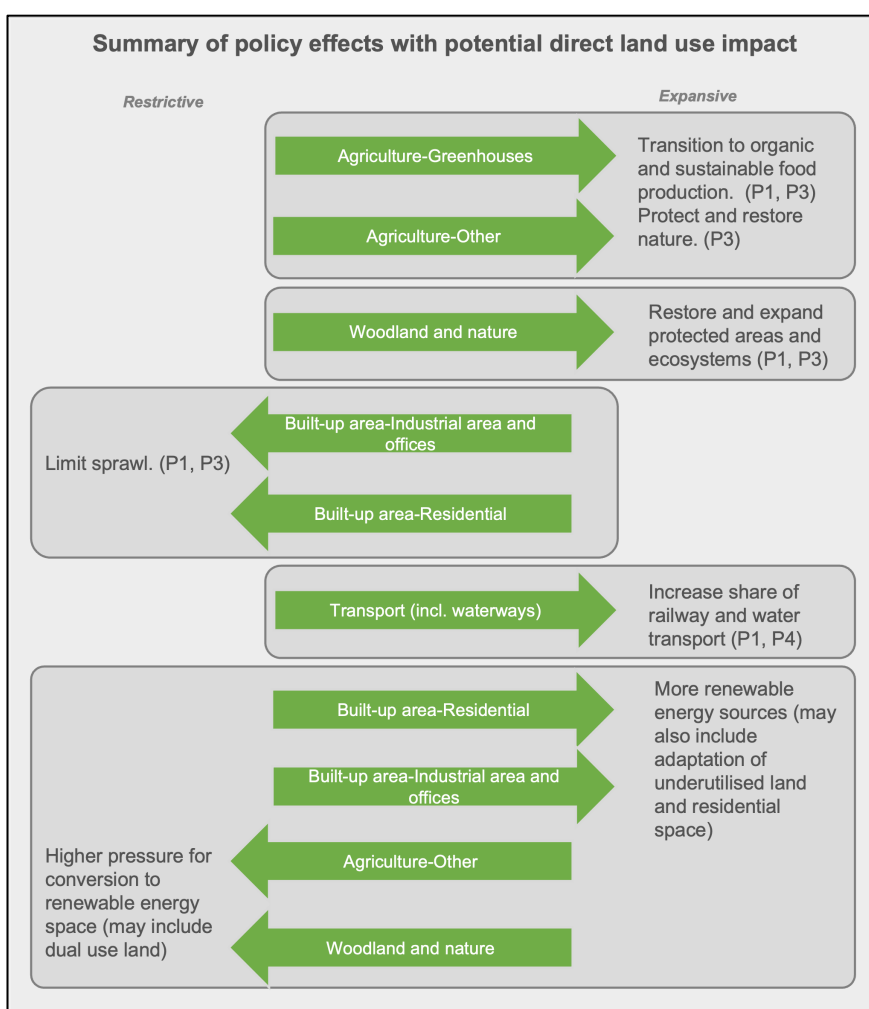 Summary of policy effects with potential direct land use impact
Restrictive
Expansive
Agriculture-Greenhouses
Agriculture-Other
Transition to organic
and sustainable food
production.  (P1, P3)
Protect and restore
nature. (P3)
Woodland and nature
Restore and expand
protected areas and
ecosystems (P1, P3)
Limit sprawl. (P1, P3)
Built-up area-Industrial area and
offices
Built-up area-Residential
Transport (incl. waterways)
Increase share of
railway and water
transport (P1, P4)
Built-up area-Residential
Built-up area-Industrial area and
offices
More renewable
energy sources (may
also include
adaptation of
underutilised land
and residential
space)
Higher pressure for
conversion to
renewable energy
space (may include
dual use land)
Agriculture-Other
Woodland and nature